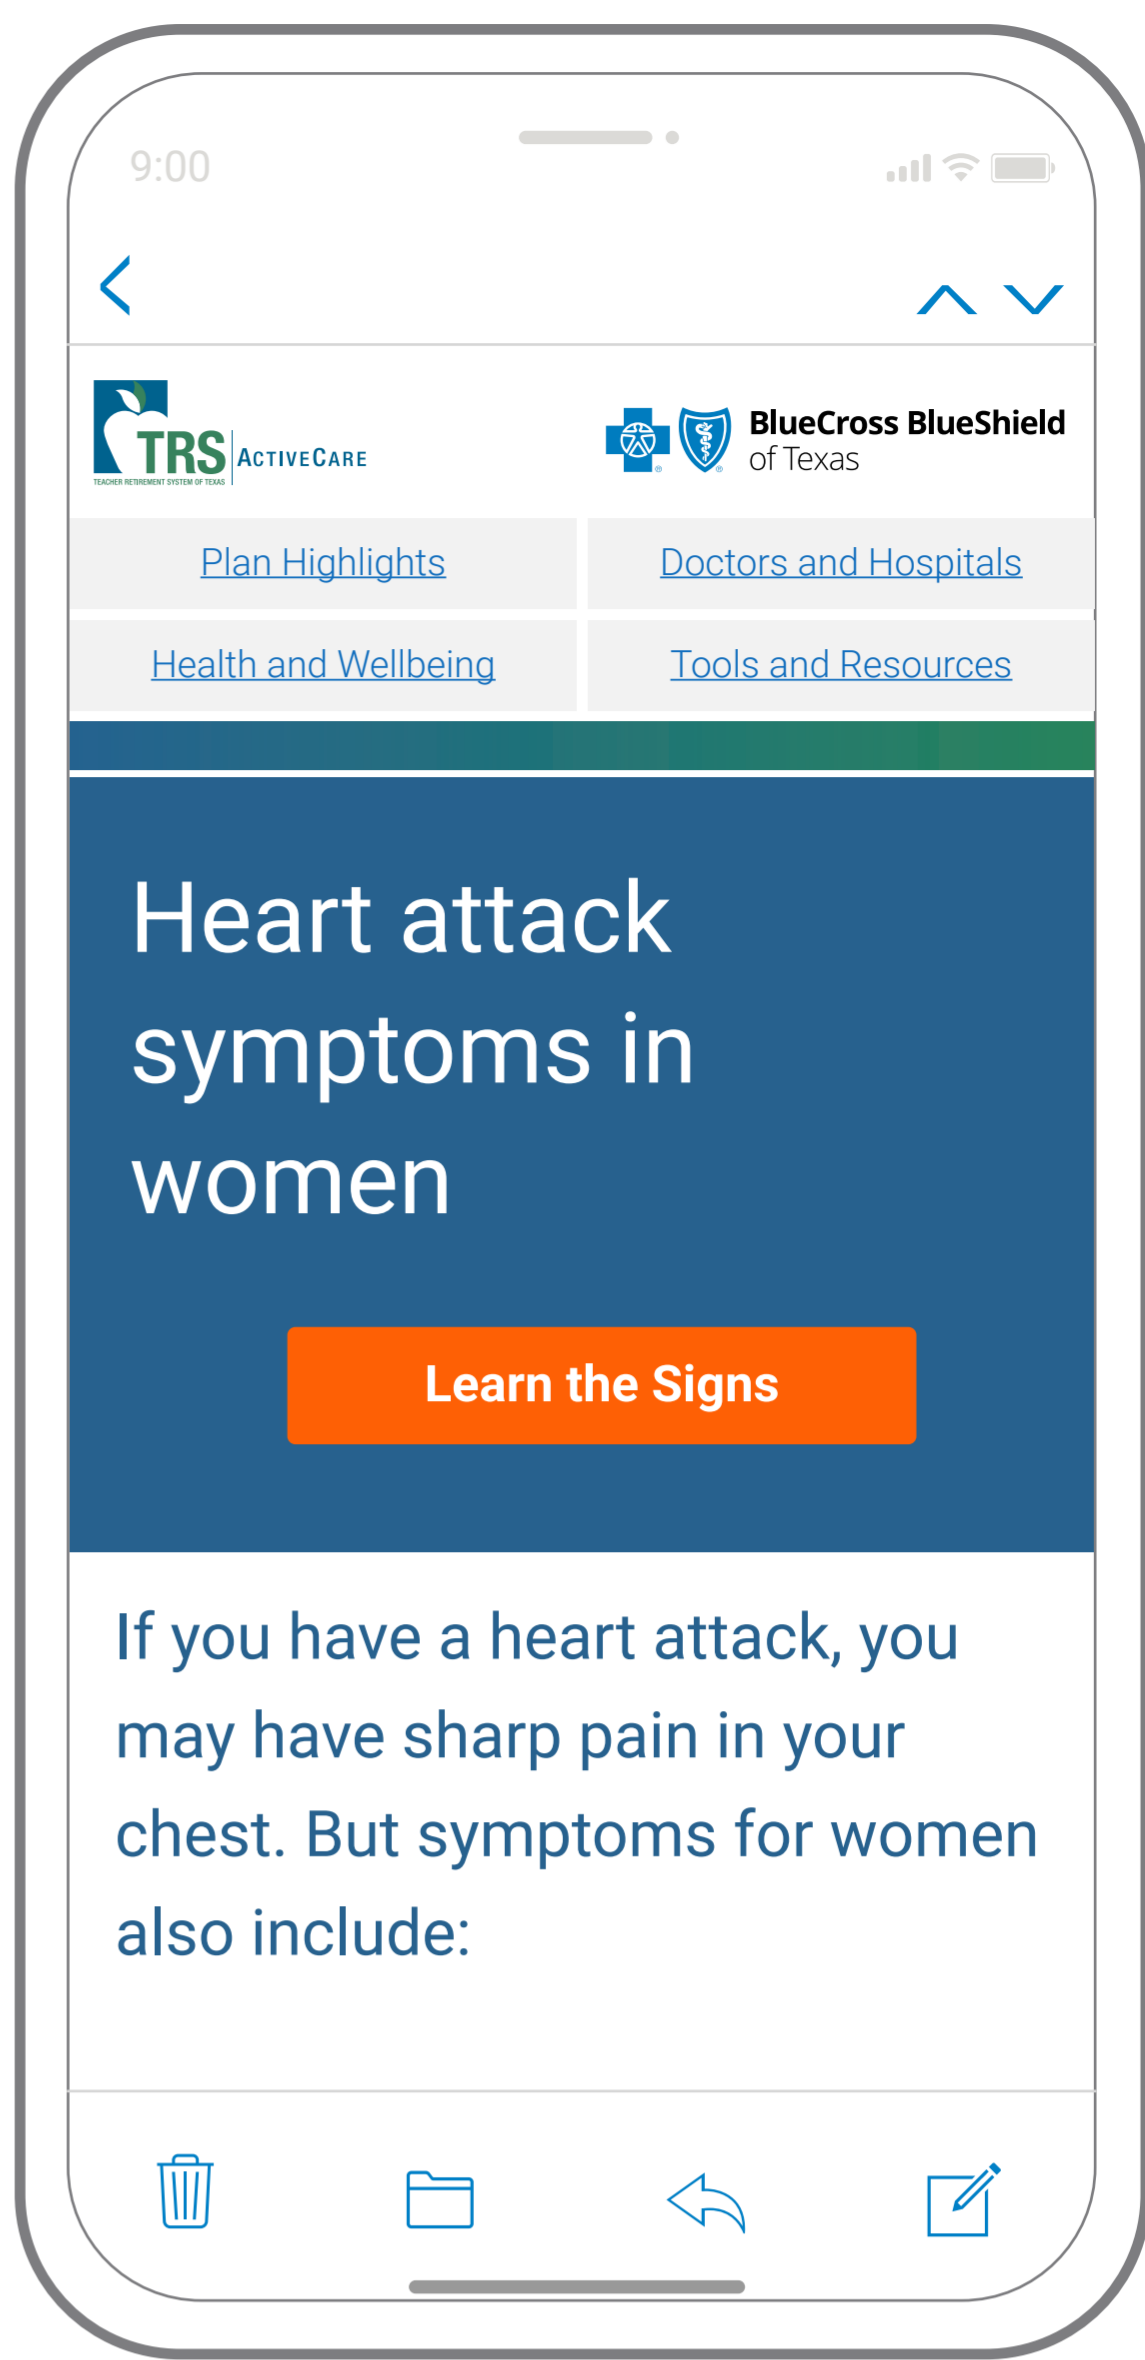 9:00
TRS
ACTIVECARE
TEACHER RETIREMENT SYSTEM OF TEXAS
BlueCross BlueShield
of Texas
Plan Highlights
Doctors and Hospitals
Health and Wellbeing
Tools and Resources
Heart attack
symptoms in
women
Learn the Signs
If you have a heart attack, you
may have sharp pain in your
chest. But symptoms for women
also include: